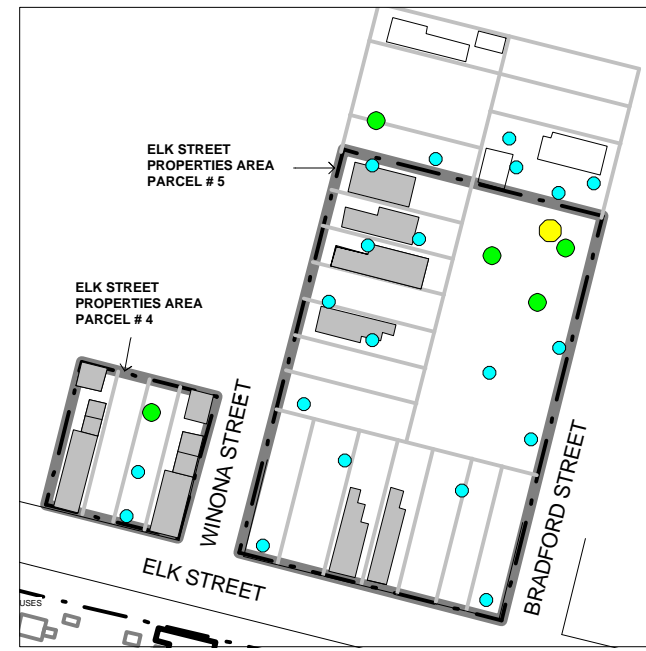 ELK STREET
PROPERTIES AREA
PARCEL # 5
ELK STREET
PROPERTIES AREA
PARCEL # 4
WINONA STREET
BRADFORD STREET
ELK STREET
USES